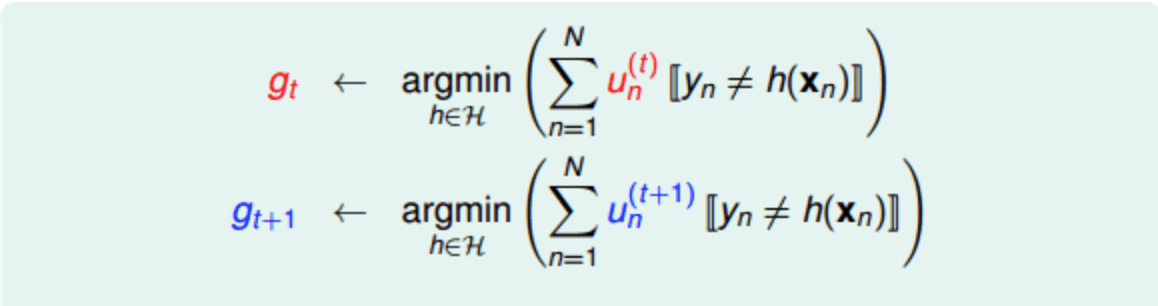 g_t ← argmin_{h∈ℋ} ( ∑_{n=1}^{N} u_n^{(t)} ⟦y_n ≠ h(𝐱_n)⟧ )
g_{t+1} ← argmin_{h∈ℋ} ( ∑_{n=1}^{N} u_n^{(t+1)} ⟦y_n ≠ h(𝐱_n)⟧ )